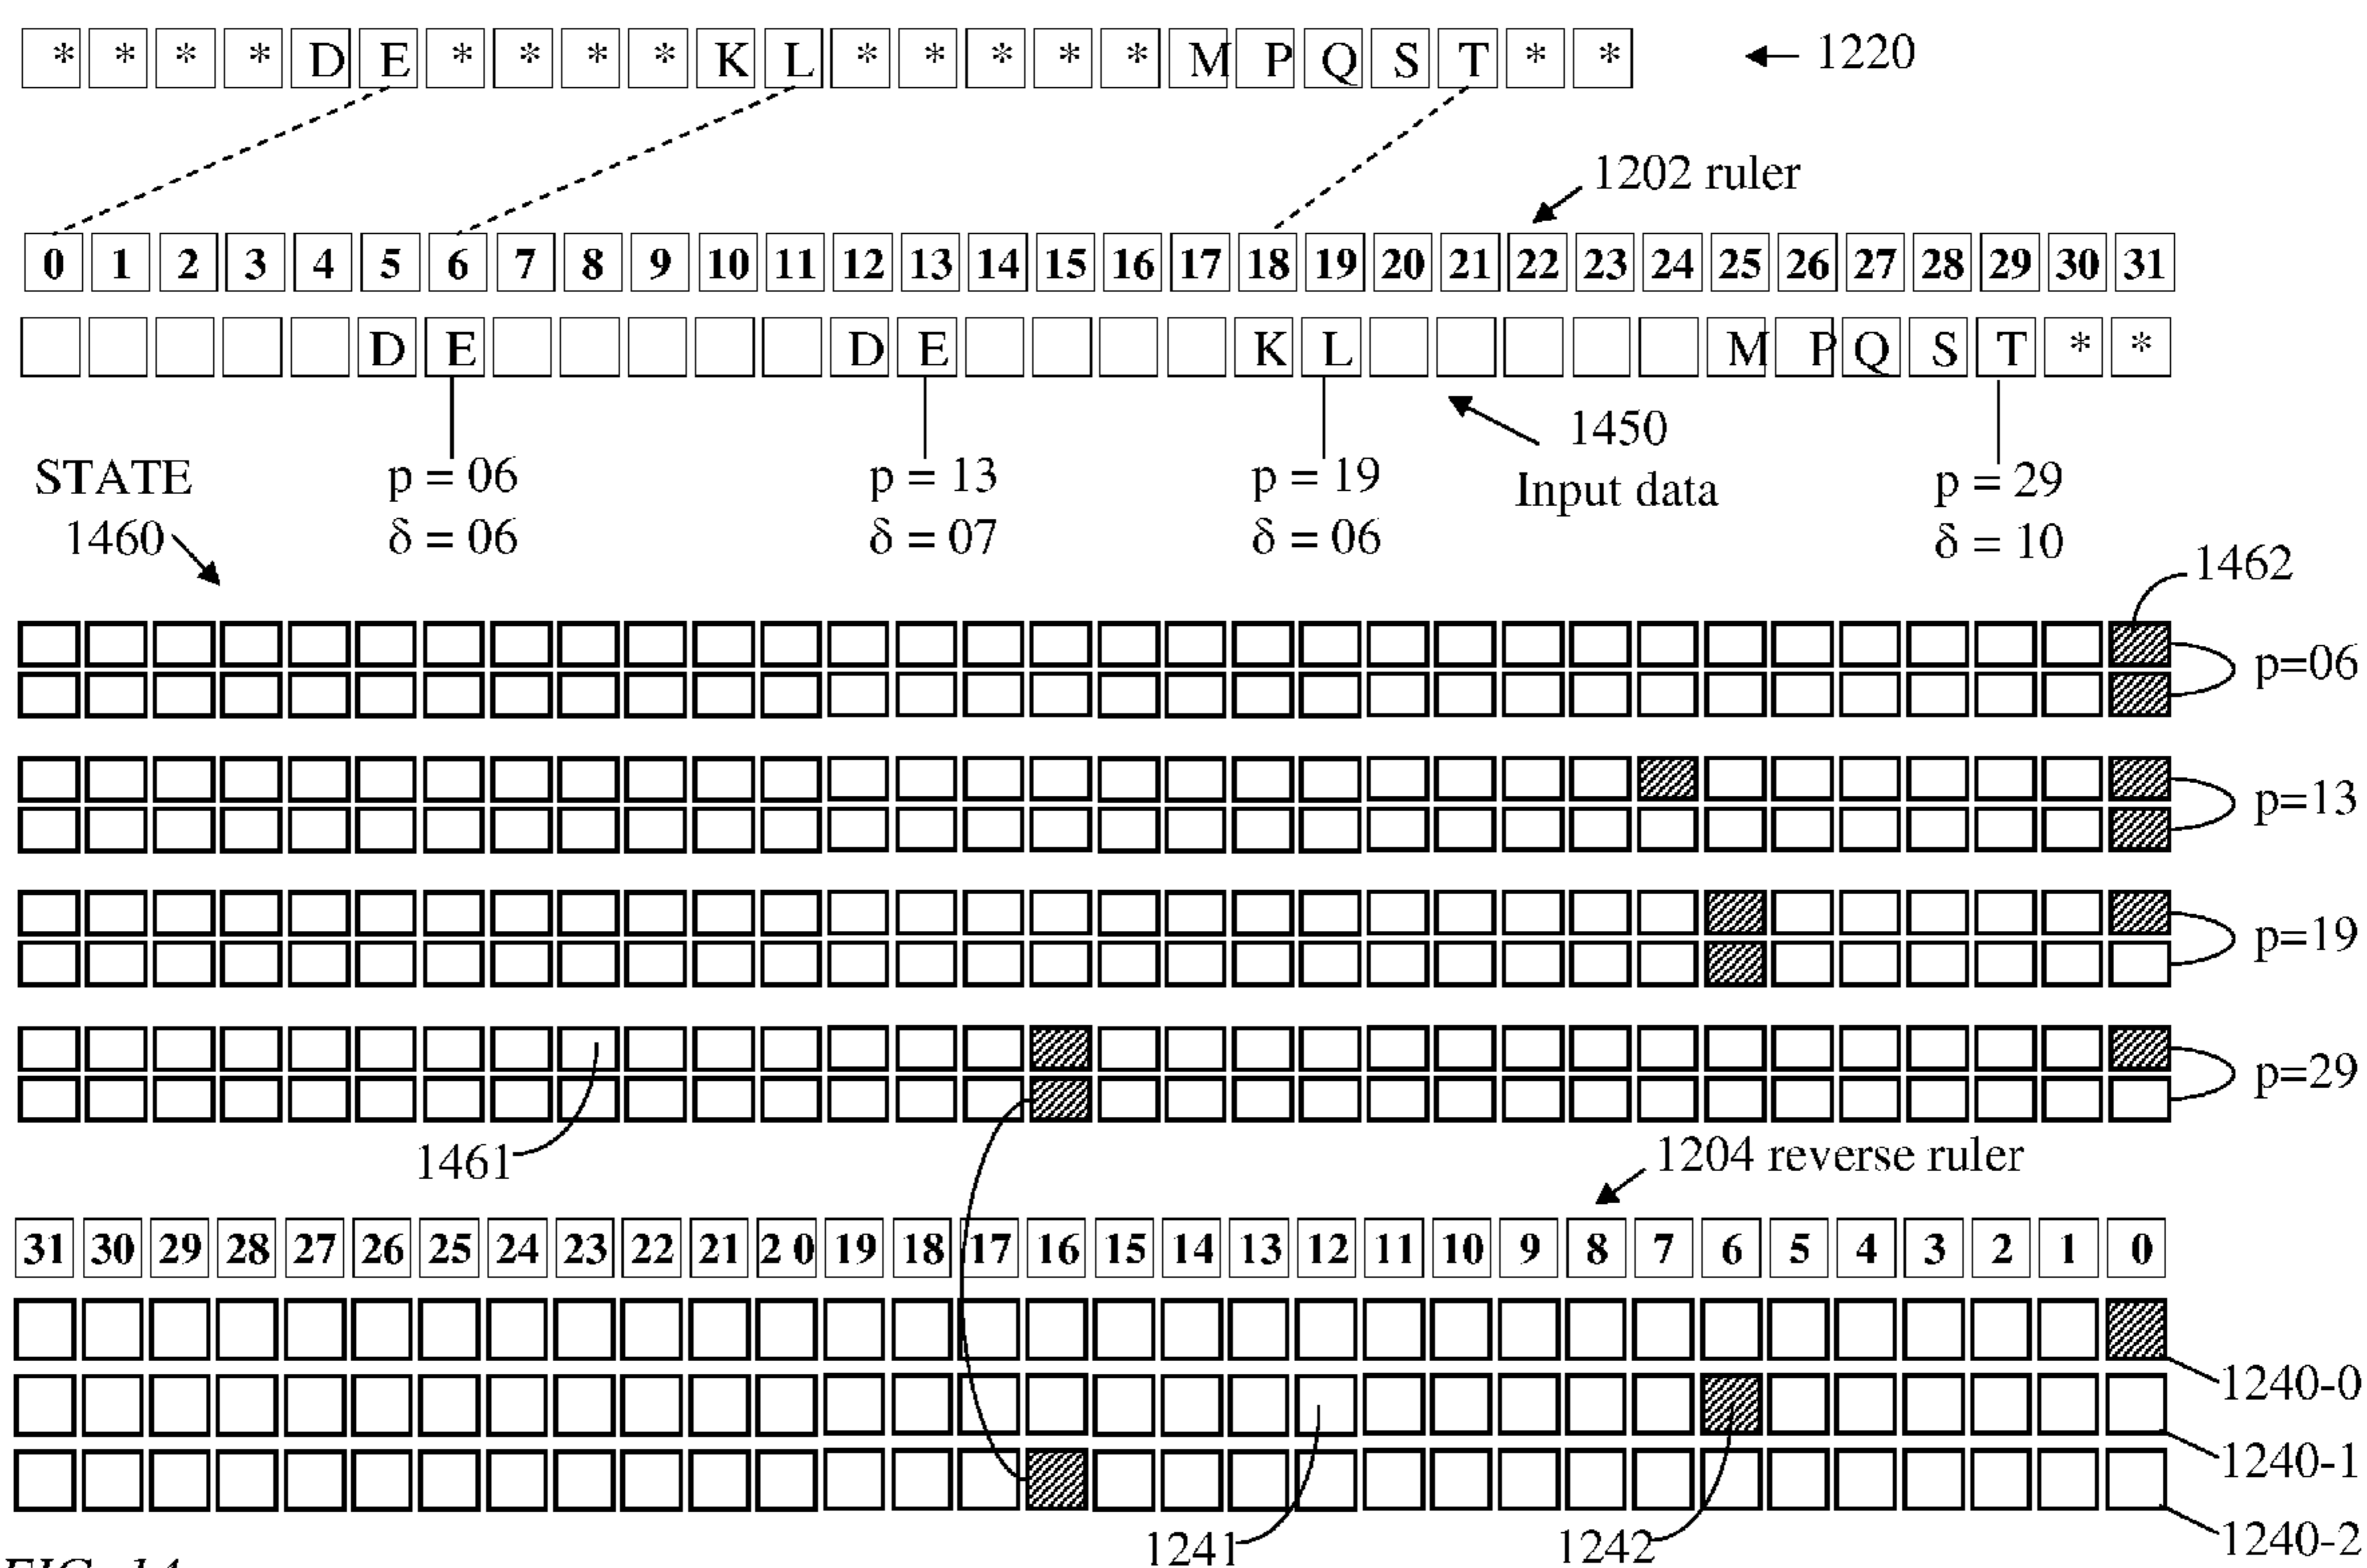 * * * * D E * * * * K L * * * * * M P Q S T * *
1220
1202 ruler
0 1 2 3 4 5 6 7 8 9 10 11 12 13 14 15 16 17 18 19 20 21 22 23 24 25 26 27 28 29 30 31
D E D E K L M P Q S T * *
1450
Input data
STATE
1460
p = 06
δ = 06
p = 13
δ = 07
p = 19
δ = 06
p = 29
δ = 10
1462
p=06
p=13
p=19
p=29
1461
1204 reverse ruler
31 30 29 28 27 26 25 24 23 22 21 2 0 19 18 17 16 15 14 13 12 11 10 9 8 7 6 5 4 3 2 1 0
1240-0
1240-1
1240-2
1241
1242